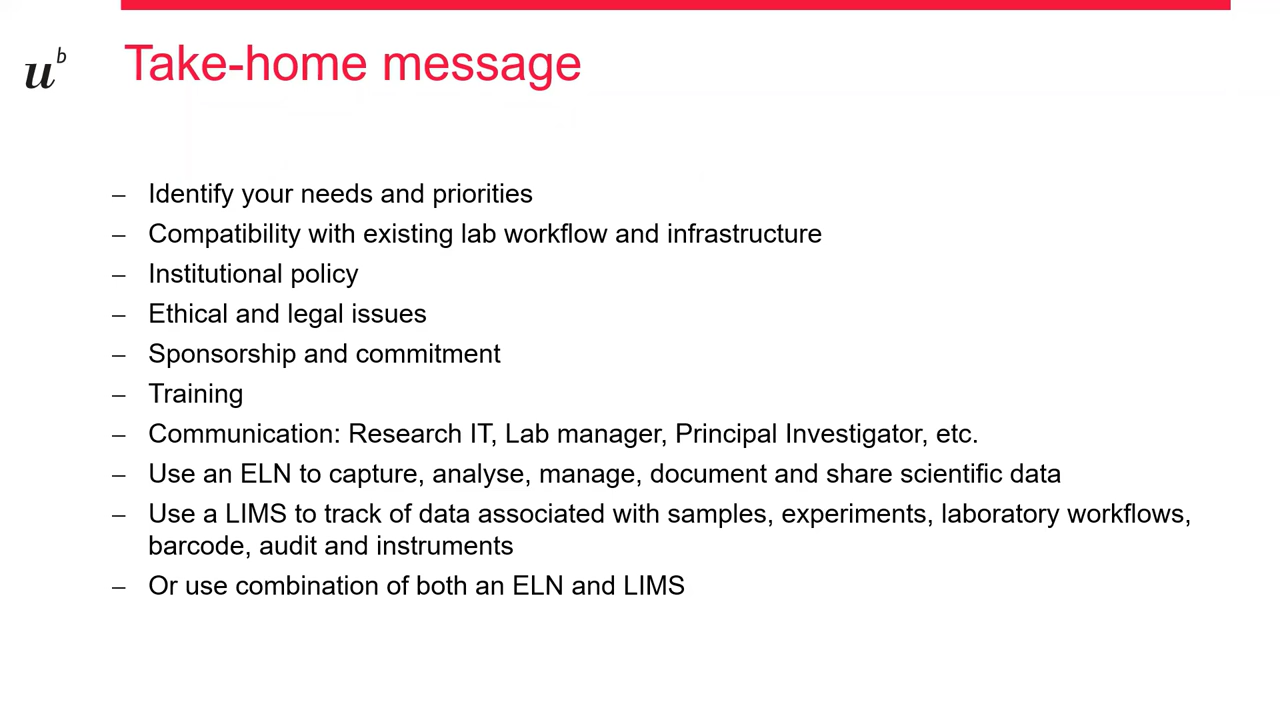 u b
Take-home message
– Identify your needs and priorities
– Compatibility with existing lab workflow and infrastructure
– Institutional policy
– Ethical and legal issues
– Sponsorship and commitment
– Training
– Communication: Research IT, Lab manager, Principal Investigator, etc.
– Use an ELN to capture, analyse, manage, document and share scientific data
– Use a LIMS to track of data associated with samples, experiments, laboratory workflows,
barcode, audit and instruments
– Or use combination of both an ELN and LIMS